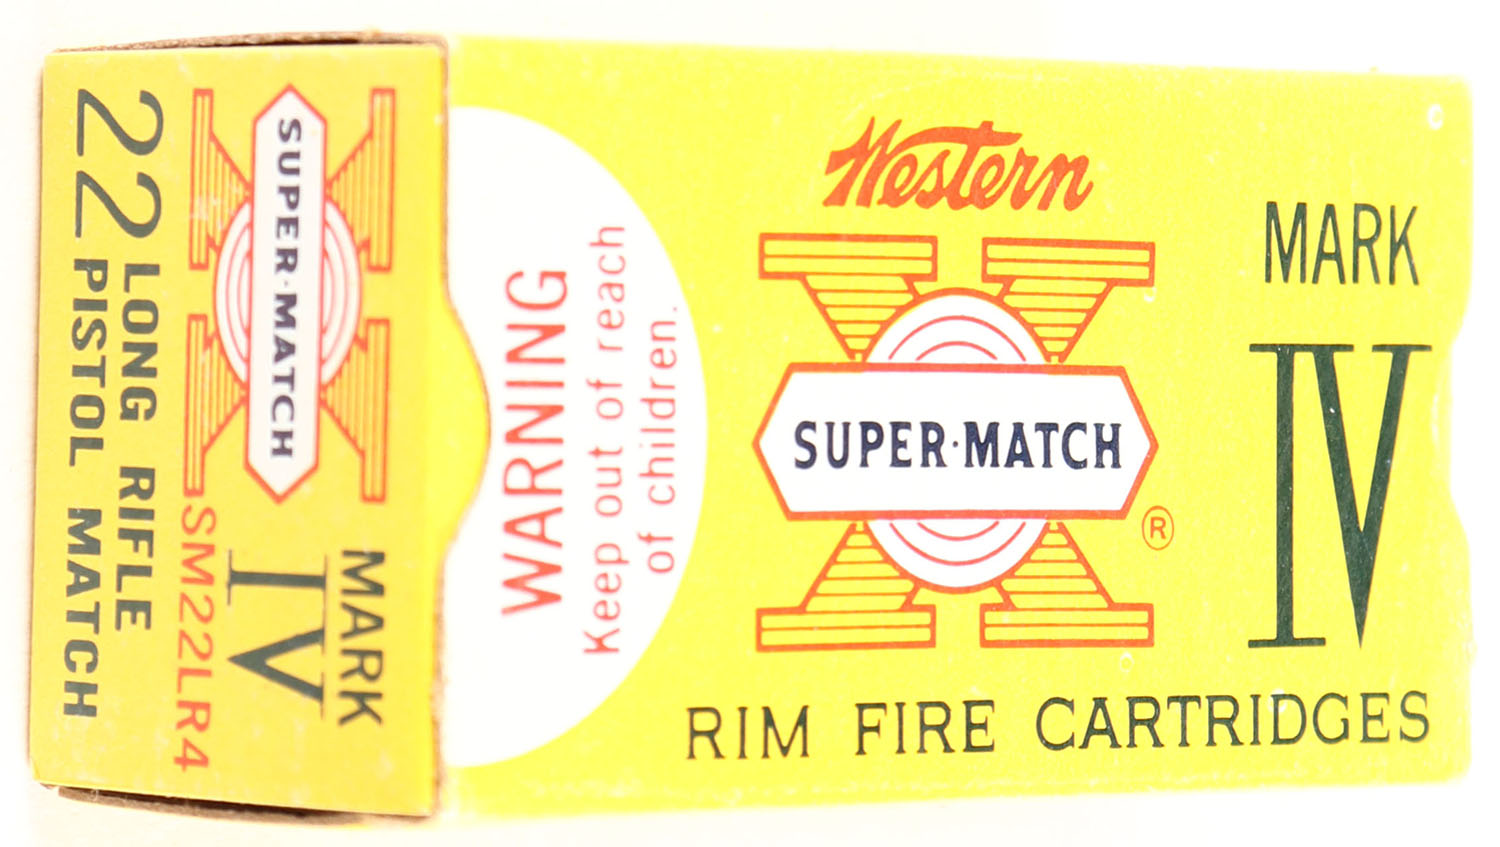 22 LONG RIFLE
PISTOL MATCH
SUPER·MATCH
SM22LR4
MARK
IV
WARNING
Keep out of reach
of children.
Western
SUPER·MATCH
®
MARK
IV
RIM FIRE CARTRIDGES